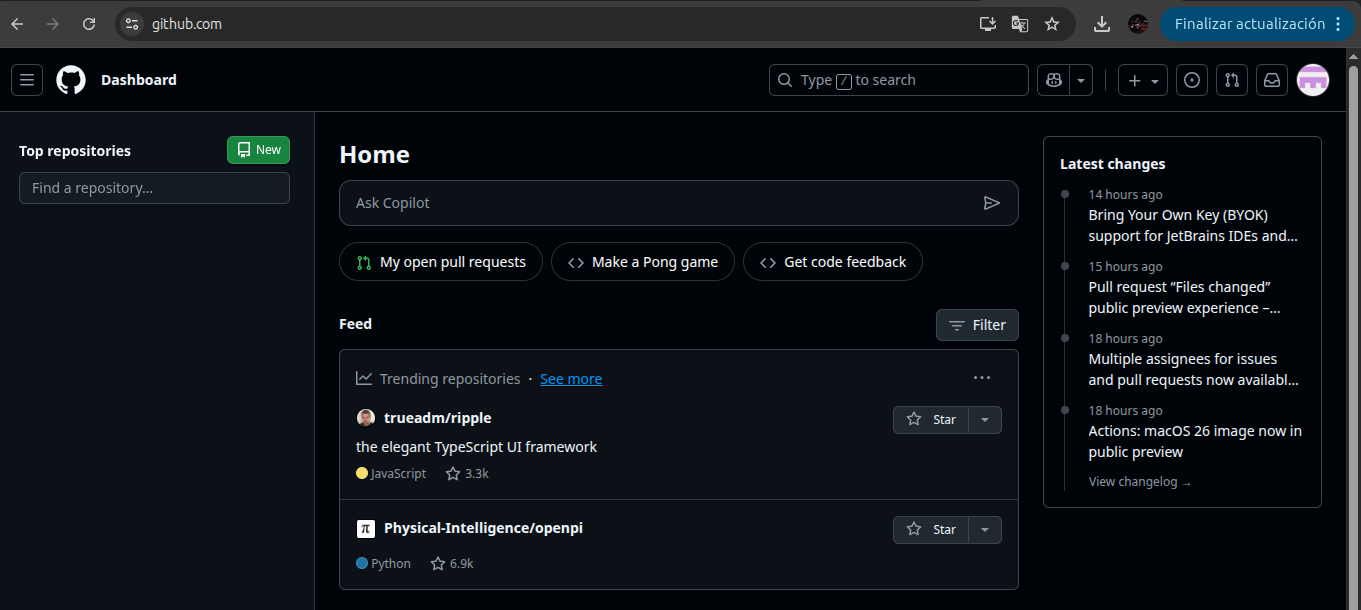 github.com
Finalizar actualización
Dashboard
Type / to search
Top repositories
New
Find a repository...
Home
Ask Copilot
My open pull requests
Make a Pong game
Get code feedback
Feed
Filter
Trending repositories · See more
trueadm/ripple
Star
the elegant TypeScript UI framework
JavaScript
3.3k
π
Physical-Intelligence/openpi
Star
Python
6.9k
Latest changes
14 hours ago
Bring Your Own Key (BYOK)
support for JetBrains IDEs and...
15 hours ago
Pull request “Files changed”
public preview experience –...
18 hours ago
Multiple assignees for issues
and pull requests now availabl...
18 hours ago
Actions: macOS 26 image now in
public preview
View changelog →